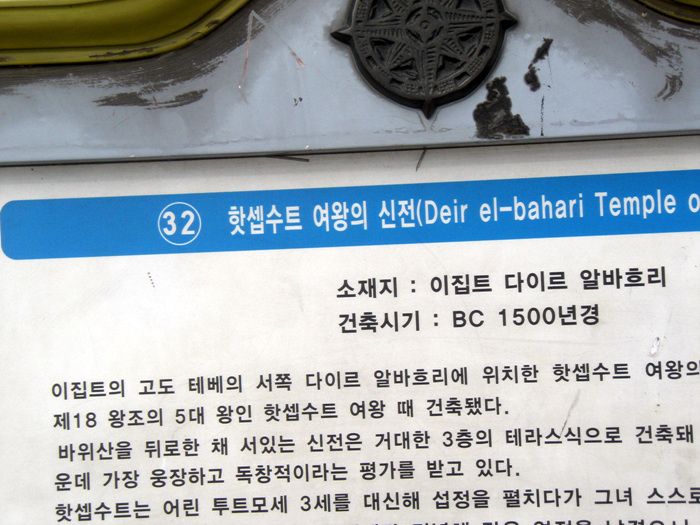 32 핫셉수트 여왕의 신전(Deir el-bahari Temple
소재지 : 이집트 다이르 알바흐리
건축시기 : BC 1500년경
이집트의 고도 테베의 서쪽 다이르 알바흐리에 위치한 핫셉수트 여왕의
제18 왕조의 5대 왕인 핫셉수트 여왕 때 건축됐다.
바위산을 뒤로한 채 서있는 신전은 거대한 3층의 테라스식으로 건축돼
운데 가장 웅장하고 독창적이라는 평가를 받고 있다.
핫셉수트는 어린 투트모세 3세를 대신해 섭정을 펼치다가 그녀 스스로